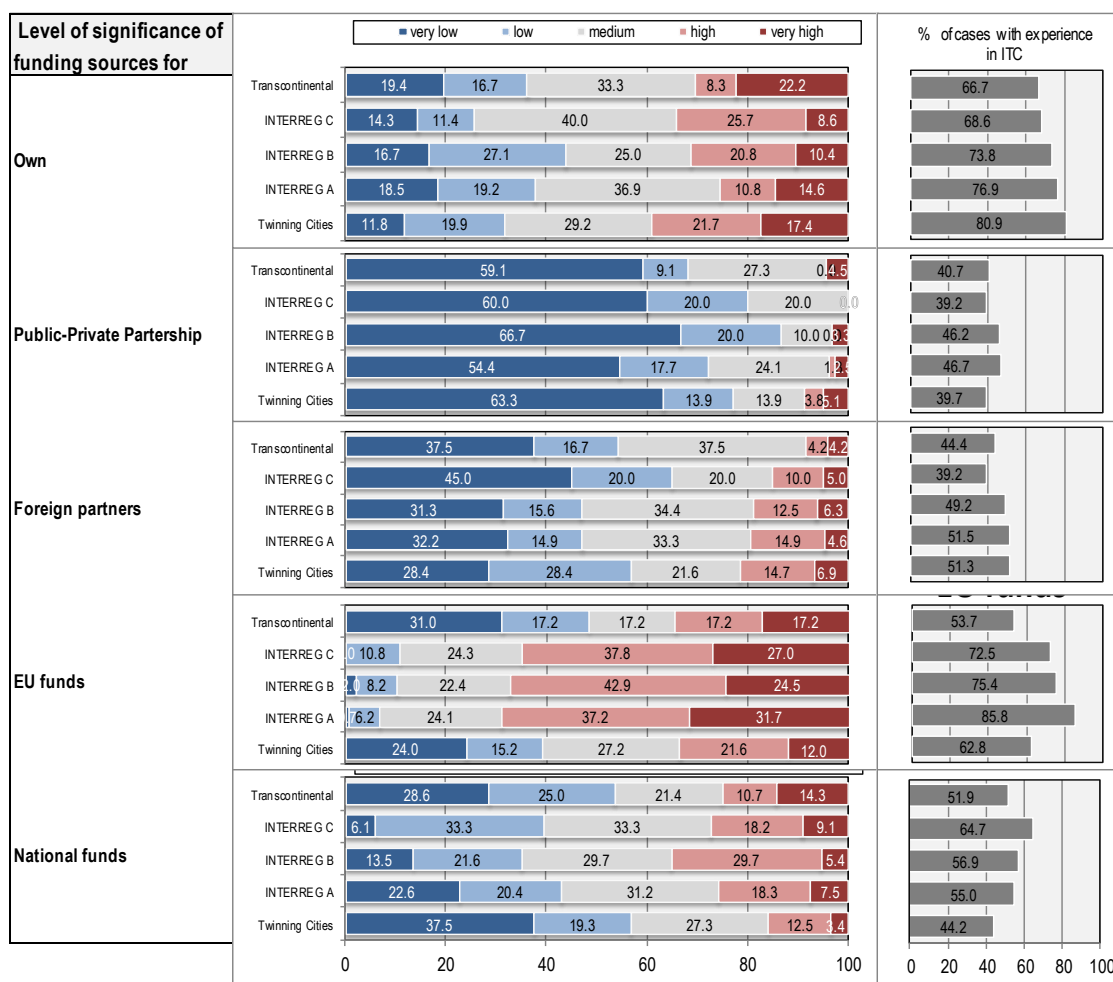 Level of significance of
funding sources for
very low low medium high very high
% of cases with experience
in ITC
Own
Transcontinental 19.4 16.7 33.3 8.3 22.2 66.7
INTERREG C 14.3 11.4 40.0 25.7 8.6 68.6
INTERREG B 16.7 27.1 25.0 20.8 10.4 73.8
INTERREG A 18.5 19.2 36.9 10.8 14.6 76.9
Twinning Cities 11.8 19.9 29.2 21.7 17.4 80.9
Public-Private Partership
Transcontinental 59.1 9.1 27.3 4.5 40.7
INTERREG C 60.0 20.0 20.0 0.0 39.2
INTERREG B 66.7 20.0 10.0 46.2
INTERREG A 54.4 17.7 24.1 46.7
Twinning Cities 63.3 13.9 13.9 3.8 5.1 39.7
Foreign partners
Transcontinental 37.5 16.7 37.5 4.2 4.2 44.4
INTERREG C 45.0 20.0 20.0 10.0 5.0 39.2
INTERREG B 31.3 15.6 34.4 12.5 6.3 49.2
INTERREG A 32.2 14.9 33.3 14.9 4.6 51.5
Twinning Cities 28.4 28.4 21.6 14.7 6.9 51.3
EU funds
Transcontinental 31.0 17.2 17.2 17.2 17.2 53.7
INTERREG C 10.8 24.3 37.8 27.0 72.5
INTERREG B 2.0 8.2 22.4 42.9 24.5 75.4
INTERREG A 6.2 24.1 37.2 31.7 85.8
Twinning Cities 24.0 15.2 27.2 21.6 12.0 62.8
National funds
Transcontinental 28.6 25.0 21.4 10.7 14.3 51.9
INTERREG C 6.1 33.3 33.3 18.2 9.1 64.7
INTERREG B 13.5 21.6 29.7 29.7 5.4 56.9
INTERREG A 22.6 20.4 31.2 18.3 7.5 55.0
Twinning Cities 37.5 19.3 27.3 12.5 3.4 44.2
0 20 40 60 80 100
0 20 40 60 80 100